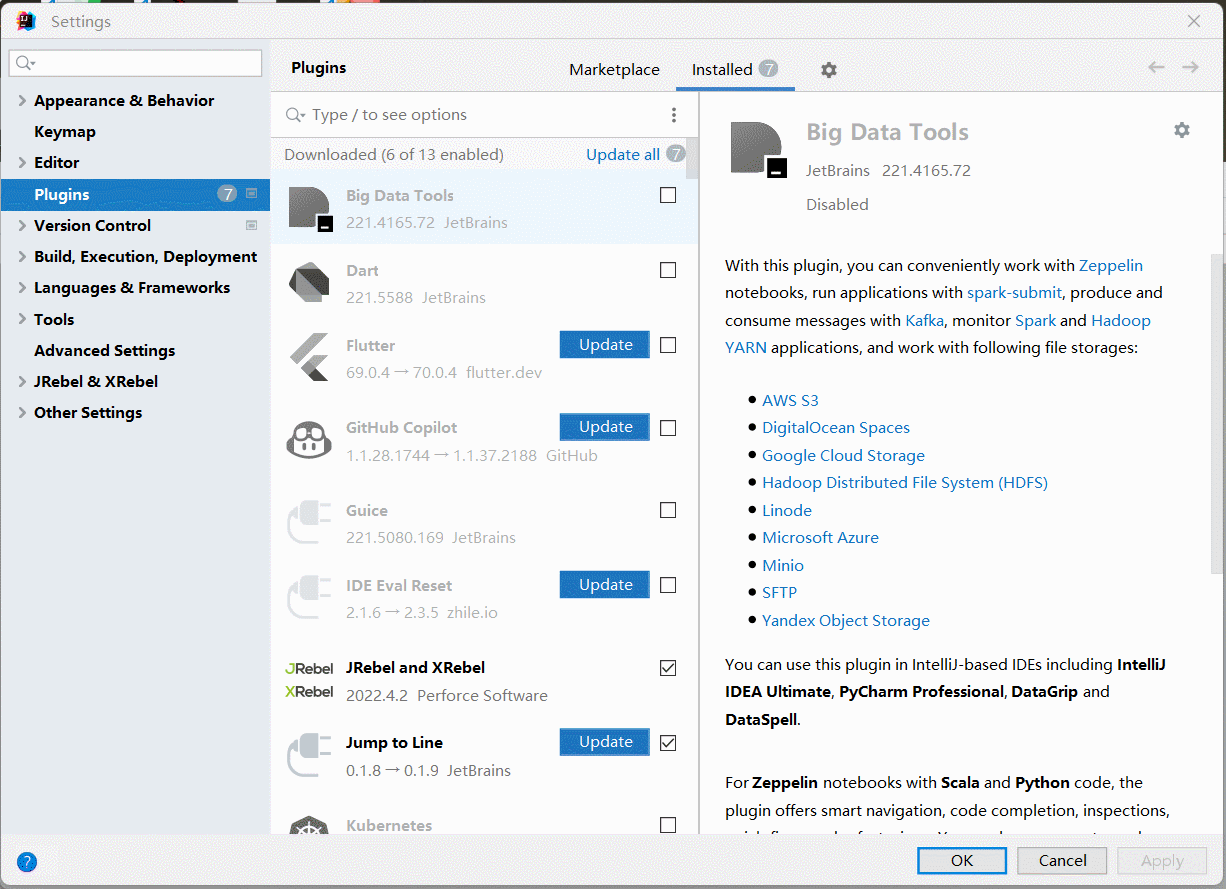 Settings
Plugins
Marketplace
Installed 7
Appearance & Behavior
Keymap
Editor
Plugins 7
Version Control
Build, Execution, Deployment
Languages & Frameworks
Tools
Advanced Settings
JRebel & XRebel
Other Settings
Type / to see options
Downloaded (6 of 13 enabled)
Update all 7
Big Data Tools
221.4165.72 JetBrains
Dart
221.5588 JetBrains
Flutter
Update
69.0.4 → 70.0.4 flutter.dev
GitHub Copilot
Update
1.1.28.1744 → 1.1.37.2188 GitHub
Guice
221.5080.169 JetBrains
IDE Eval Reset
Update
2.1.6 → 2.3.5 zhile.io
JRebel
XRebel
JRebel and XRebel
2022.4.2 Perforce Software
Jump to Line
Update
0.1.8 → 0.1.9 JetBrains
Kubernetes
Big Data Tools
JetBrains 221.4165.72
Disabled
With this plugin, you can conveniently work with Zeppelin
notebooks, run applications with spark-submit, produce and
consume messages with Kafka, monitor Spark and Hadoop
YARN applications, and work with following file storages:
• AWS S3
• DigitalOcean Spaces
• Google Cloud Storage
• Hadoop Distributed File System (HDFS)
• Linode
• Microsoft Azure
• Minio
• SFTP
• Yandex Object Storage
You can use this plugin in IntelliJ-based IDEs including IntelliJ
IDEA Ultimate, PyCharm Professional, DataGrip and
DataSpell.
For Zeppelin notebooks with Scala and Python code, the
plugin offers smart navigation, code completion, inspections,
?
OK
Cancel
Apply